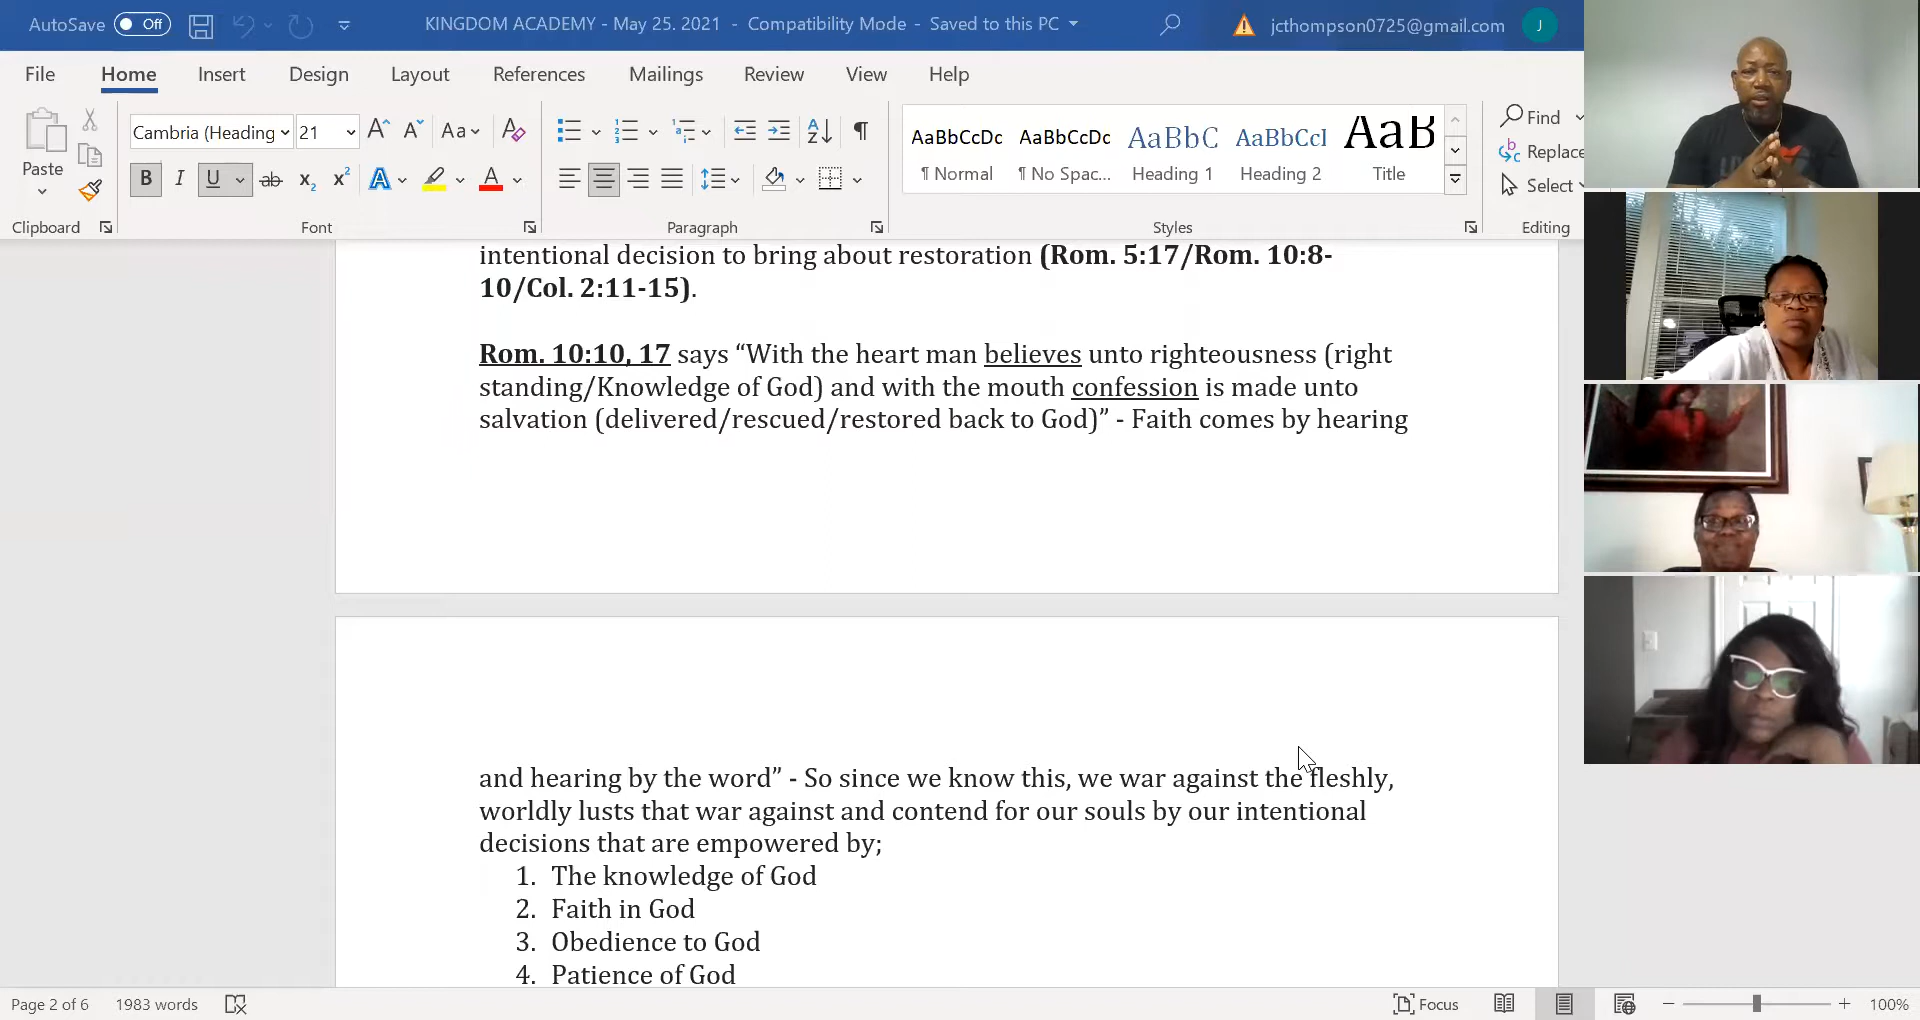 AutoSave Off KINGDOM ACADEMY - May 25. 2021 - Compatibility Mode - Saved to this PC jcthompson0725@gmail.com J
File Home Insert Design Layout References Mailings Review View Help
Cambria (Heading 21 Aa
Find
Paste
Replace
B I U ab x2 x2 A A
Select
AaBbCcDc AaBbCcDc AaBbC AaBbCcI AaB
¶ Normal ¶ No Spac... Heading 1 Heading 2 Title
Clipboard Font Paragraph Styles Editing
intentional decision to bring about restoration (Rom. 5:17/Rom. 10:8-
10/Col. 2:11-15).
Rom. 10:10, 17 says “With the heart man believes unto righteousness (right
standing/Knowledge of God) and with the mouth confession is made unto
salvation (delivered/rescued/restored back to God)” - Faith comes by hearing
and hearing by the word” - So since we know this, we war against the fleshly,
worldly lusts that war against and contend for our souls by our intentional
decisions that are empowered by;
1. The knowledge of God
2. Faith in God
3. Obedience to God
4. Patience of God
Page 2 of 6 1983 words Focus 100%